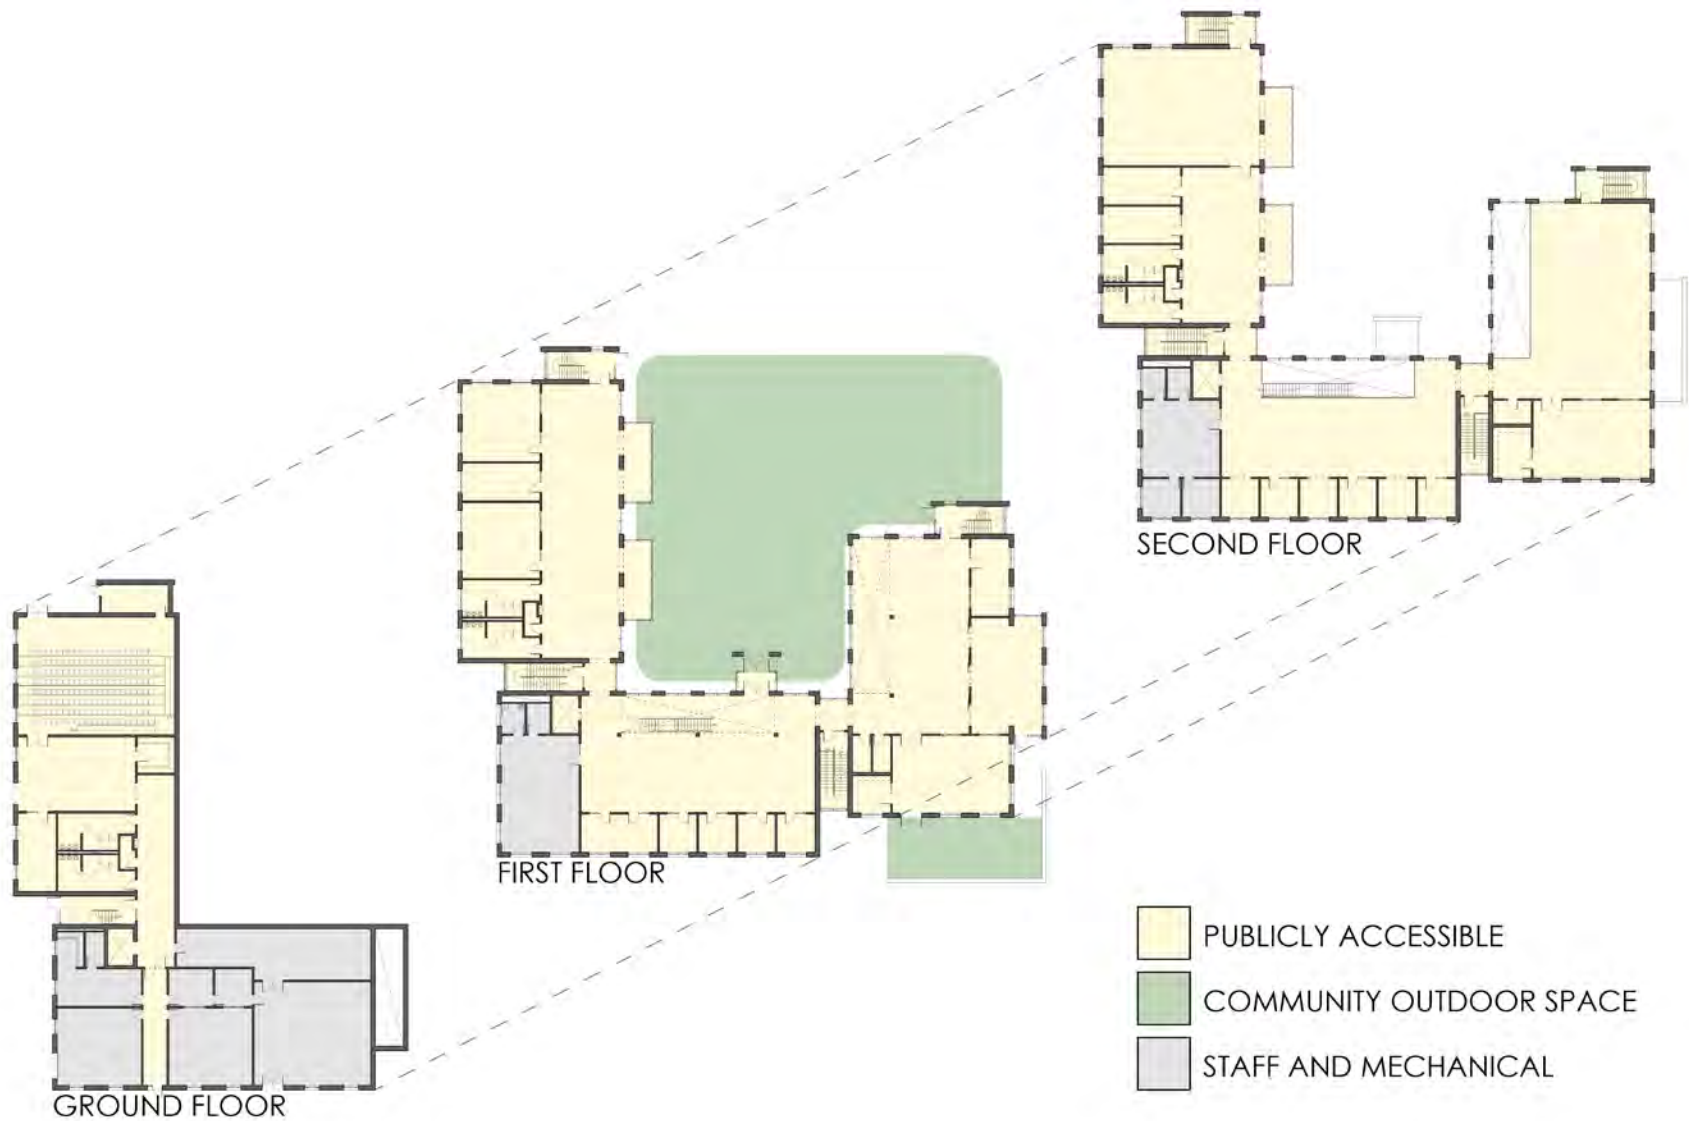 SECOND FLOOR
FIRST FLOOR
GROUND FLOOR
PUBLICLY ACCESSIBLE
COMMUNITY OUTDOOR SPACE
STAFF AND MECHANICAL